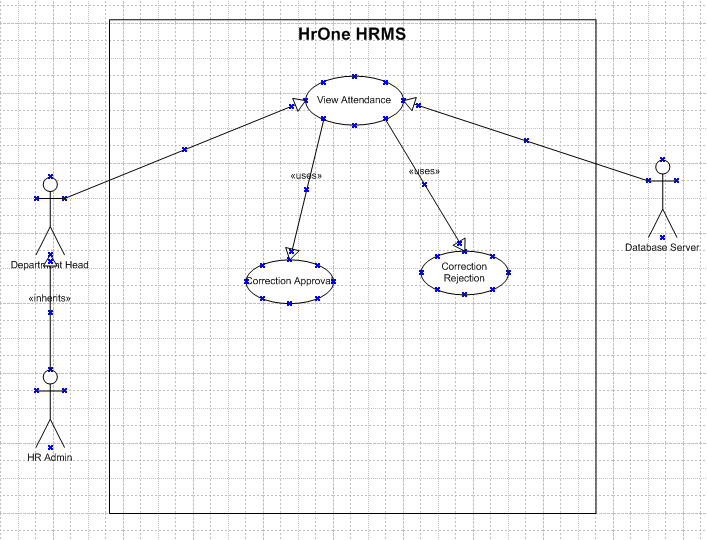 HrOne HRMS
View Attendance
«uses»
«uses»
Department Head
Database Server
Correction Approval
Correction
Rejection
«inherits»
HR Admin